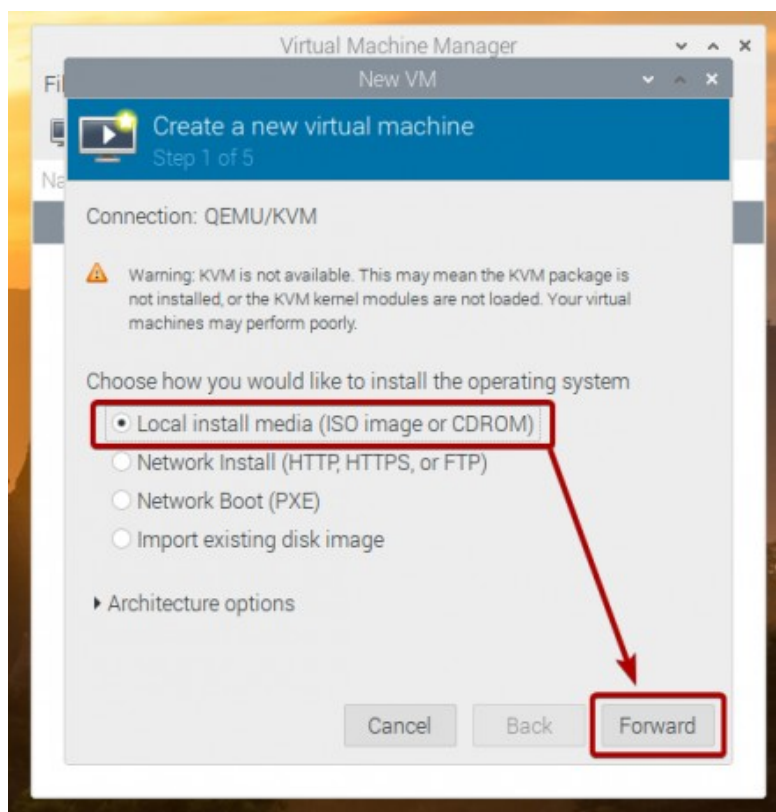 Virtual Machine Manager
Fil
New VM
Create a new virtual machine
Step 1 of 5
Na
Connection: QEMU/KVM
Warning: KVM is not available. This may mean the KVM package is
not installed, or the KVM kernel modules are not loaded. Your virtual
machines may perform poorly.
Choose how you would like to install the operating system
Local install media (ISO image or CDROM)
Network Install (HTTP, HTTPS, or FTP)
Network Boot (PXE)
Import existing disk image
Architecture options
Cancel
Back
Forward